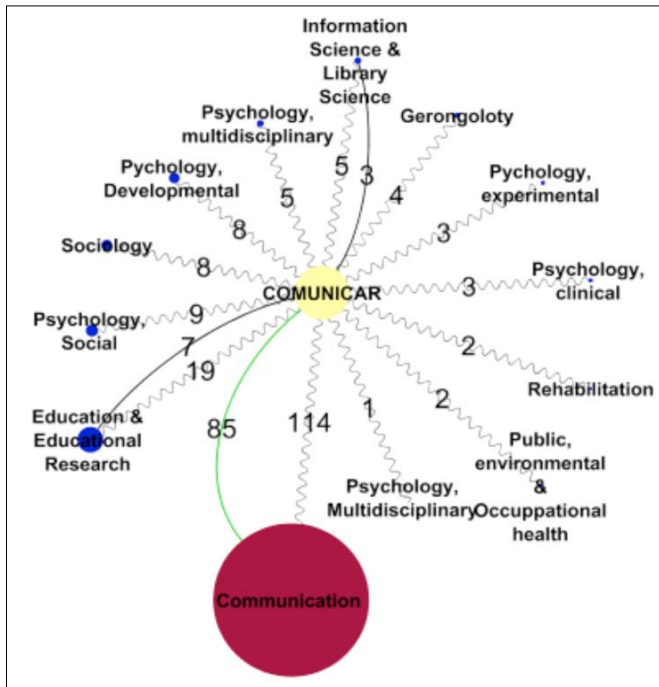 Information
Science &
Library
Science
Psychology,
multidisciplinary
Gerongoloty
Pychology,
Developmental
Pychology,
experimental
5
3
5
4
8
3
Sociology
8
Psychology,
clinical
3
COMUNICAR
Psychology,
Social
9
7
19
2
Rehabilitation
Education &
Educational
Research
85
114
1
2
Public,
environmental
&
Occuppational
health
Psychology,
Multidisciplinary
Communication